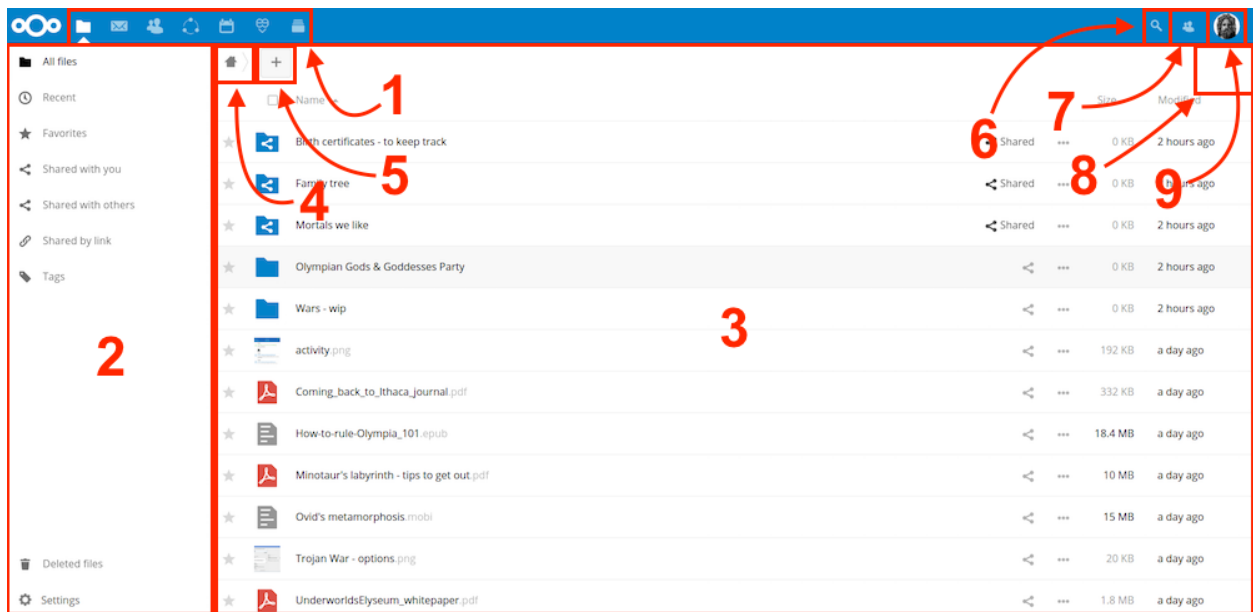 All files
Recent
Favorites
Shared with you
Shared with others
Shared by link
Tags
Deleted files
Settings
1
2
3
4
5
6
7
8
9
Name Size Modified
Birth certificates - to keep track Shared 0 KB 2 hours ago
Family tree Shared 0 KB hours ago
Mortals we like Shared 0 KB 2 hours ago
Olympian Gods & Goddesses Party 0 KB 2 hours ago
Wars - wip 0 KB 2 hours ago
activity.png 192 KB a day ago
Coming_back_to_Ithaca_journal.pdf 332 KB a day ago
How-to-rule-Olympia_101.epub 18.4 MB a day ago
Minotaur's labyrinth - tips to get out.pdf 10 MB a day ago
Ovid's metamorphosis.mobi 15 MB a day ago
Trojan War - options.png 20 KB a day ago
UnderworldsElyseum_whitepaper.pdf 1.8 MB a day ago